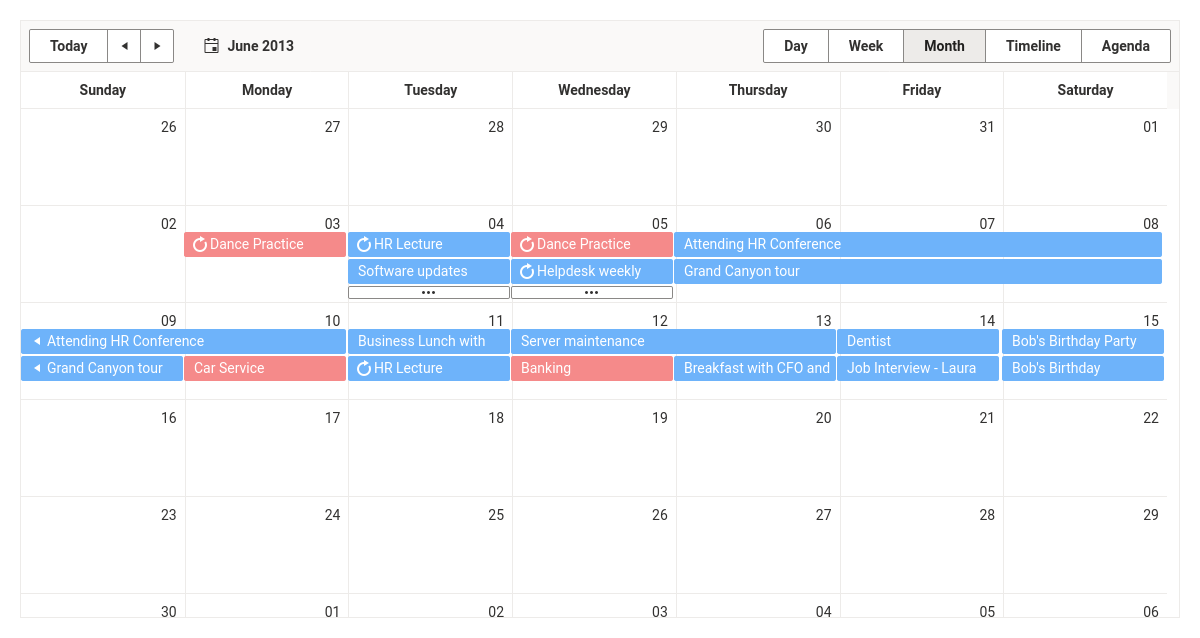 Today June 2013 Day Week Month Timeline Agenda
Sunday Monday Tuesday Wednesday Thursday Friday Saturday
26 27 28 29 30 31 01
02 03 04 05 06 07 08
Dance Practice HR Lecture Dance Practice Attending HR Conference
Software updates Helpdesk weekly Grand Canyon tour
•••  •••
09 10 11 12 13 14 15
Attending HR Conference Business Lunch with Server maintenance Dentist Bob's Birthday Party
Grand Canyon tour Car Service HR Lecture Banking Breakfast with CFO and Job Interview - Laura Bob's Birthday
16 17 18 19 20 21 22
23 24 25 26 27 28 29
30 01 02 03 04 05 06